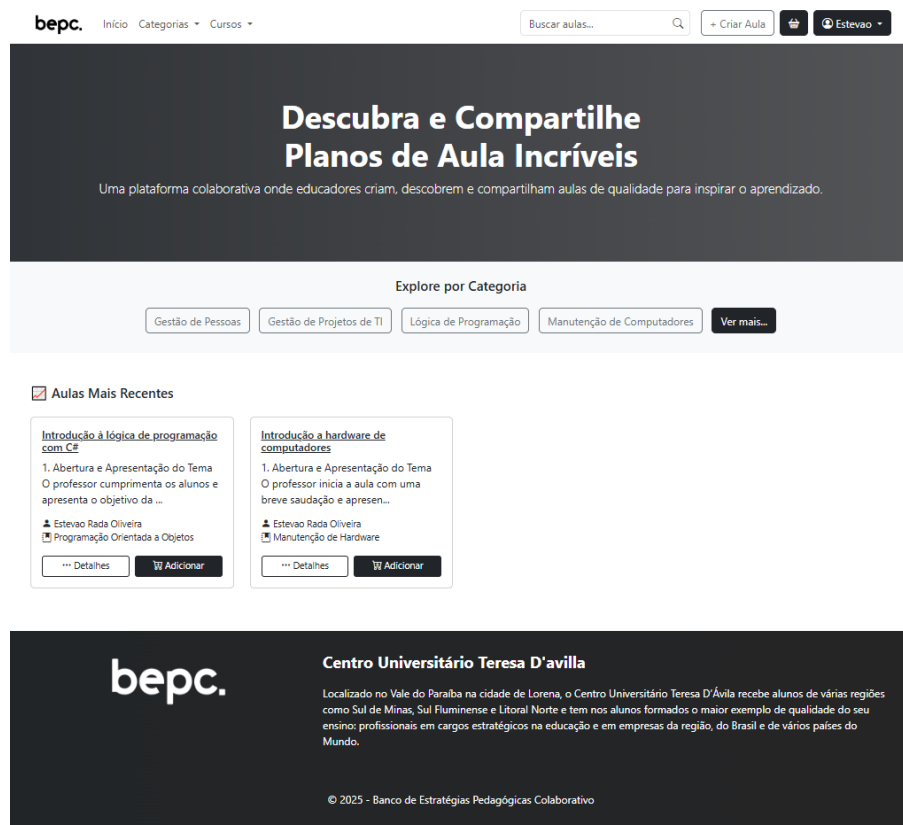 bepc. Início Categorias Cursos Buscar aulas... + Criar Aula Estevao
Descubra e Compartilhe
Planos de Aula Incríveis
Uma plataforma colaborativa onde educadores criam, descobrem e compartilham aulas de qualidade para inspirar o aprendizado.
Explore por Categoria
Gestão de Pessoas Gestão de Projetos de TI Lógica de Programação Manutenção de Computadores Ver mais...
Aulas Mais Recentes
Introdução à lógica de programação
com C#
1. Abertura e Apresentação do Tema
O professor cumprimenta os alunos e
apresenta o objetivo da ...
Estevao Rada Oliveira
Programação Orientada a Objetos
··· Detalhes Adicionar
Introdução a hardware de
computadores
1. Abertura e Apresentação do Tema
O professor inicia a aula com uma
breve saudação e apresen...
Estevao Rada Oliveira
Manutenção de Hardware
··· Detalhes Adicionar
bepc.
Centro Universitário Teresa D'avilla
Localizado no Vale do Paraíba na cidade de Lorena, o Centro Universitário Teresa D'Ávila recebe alunos de várias regiões
como Sul de Minas, Sul Fluminense e Litoral Norte e tem nos alunos formados o maior exemplo de qualidade do seu
ensino: profissionais em cargos estratégicos na educação e em empresas da região, do Brasil e de vários países do
Mundo.
© 2025 - Banco de Estratégias Pedagógicas Colaborativo